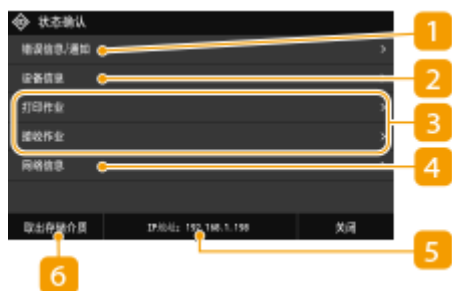 状态确认
错误信息/通知
1
设备信息
2
打印作业
3
接收作业
网络信息
4
取出存储介质
IP地址: 192.168.1.198
关闭
5
6